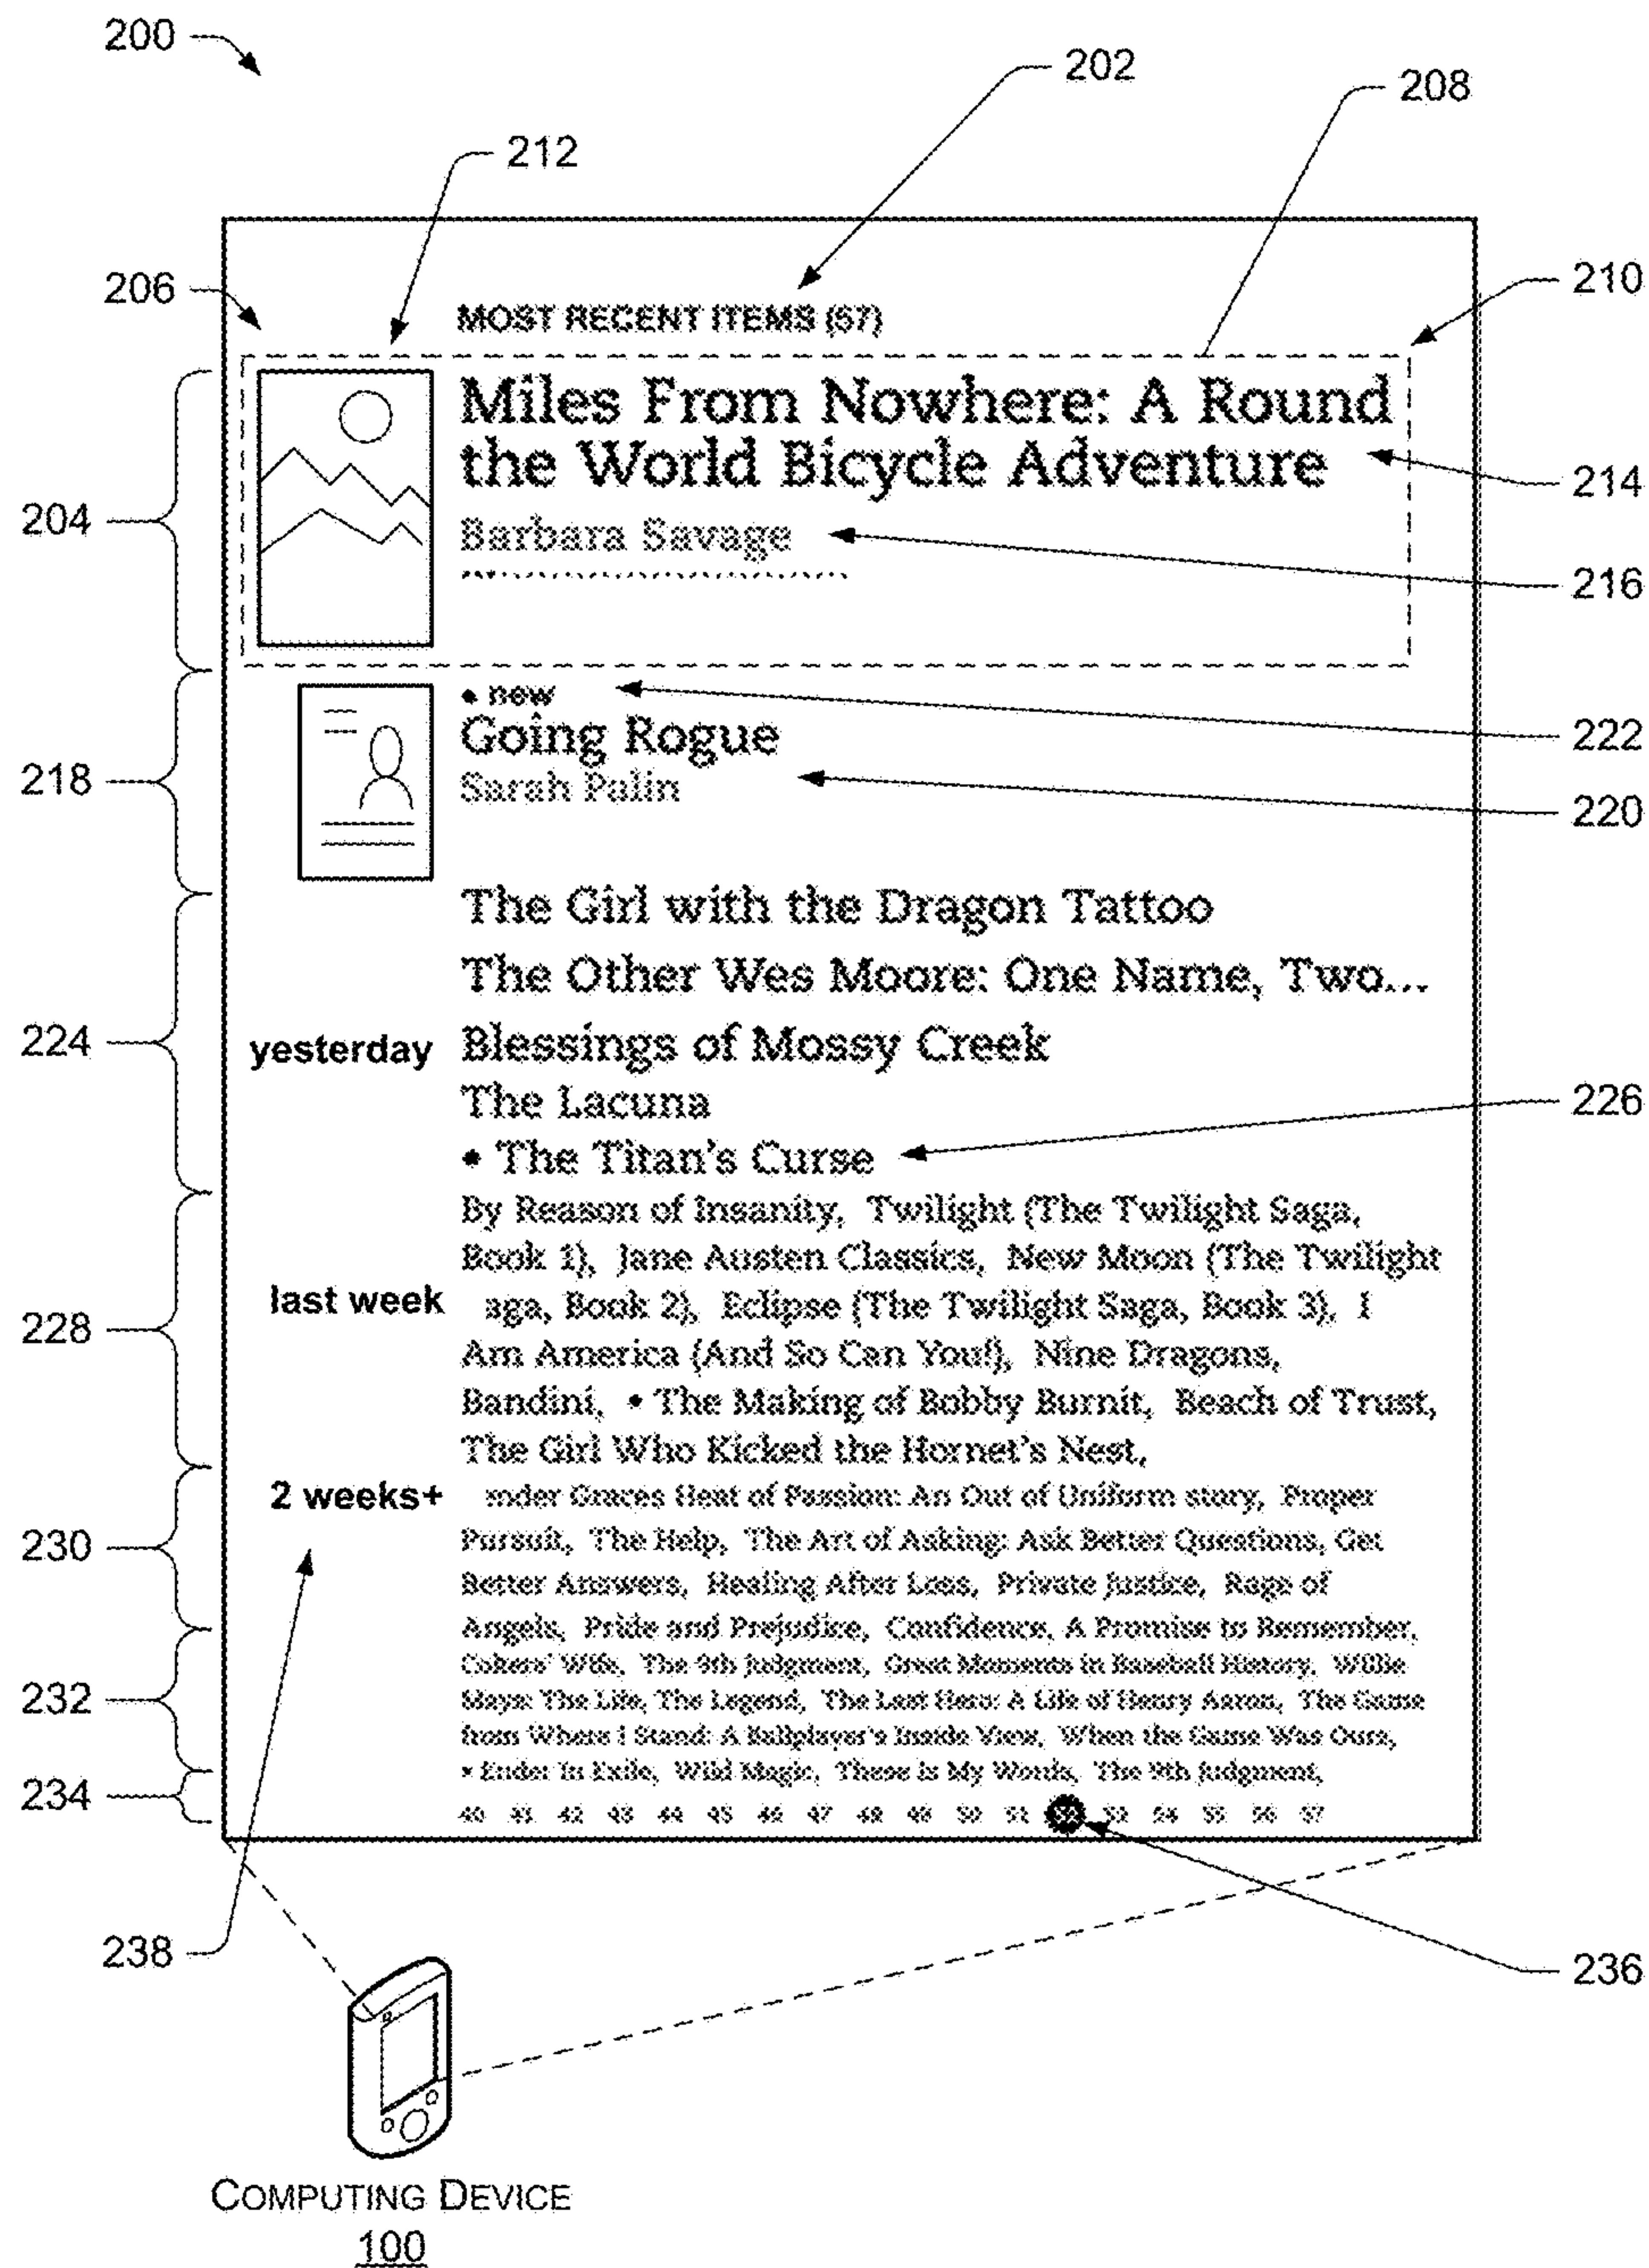 200
202
208
212
206
210
MOST RECENT ITEMS (57)
Miles From Nowhere: A Round
the World Bicycle Adventure
214
204
Barbara Savage
216
• new
222
Going Rogue
218
Sarah Palin
220
The Girl with the Dragon Tattoo
The Other Wes Moore: One Name, Two...
224
yesterday Blessings of Mossy Creek
The Lacuna
226
• The Titan's Curse
By Reason of Insanity, Twilight (The Twilight Saga,
Book 1), Jane Austen Classics, New Moon (The Twilight
last week aga, Book 2), Eclipse (The Twilight Saga, Book 3), I
228
Am America (And So Can You!), Nine Dragons,
Bandini, • The Making of Bobby Burnit, Beach of Trust,
The Girl Who Kicked the Hornet's Nest,
2 weeks+ nder Graces Heat of Passion: An Out of Uniform story, Proper
230
Pursuit, The Help, The Art of Asking: Ask Better Questions, Get
Better Answers, Healing After Loss, Private Justice, Rage of
Angels, Pride and Prejudice, Confidence, A Promise to Remember,
Cokers' Wife, The 9th Judgment, Great Moments in Baseball History, Willie
232
Mays: The Life, The Legend, The Last Hero: A Life of Henry Aaron, The Game
from Where I Stand: A Ballplayer's Inside View, When the Game Was Ours,
• Ender In Exile, Wild Magic, These Is My Words, The 9th Judgment,
234
40 41 42 43 44 45 46 47 48 49 50 51 53 54 55 56 57
238
236
COMPUTING DEVICE
100